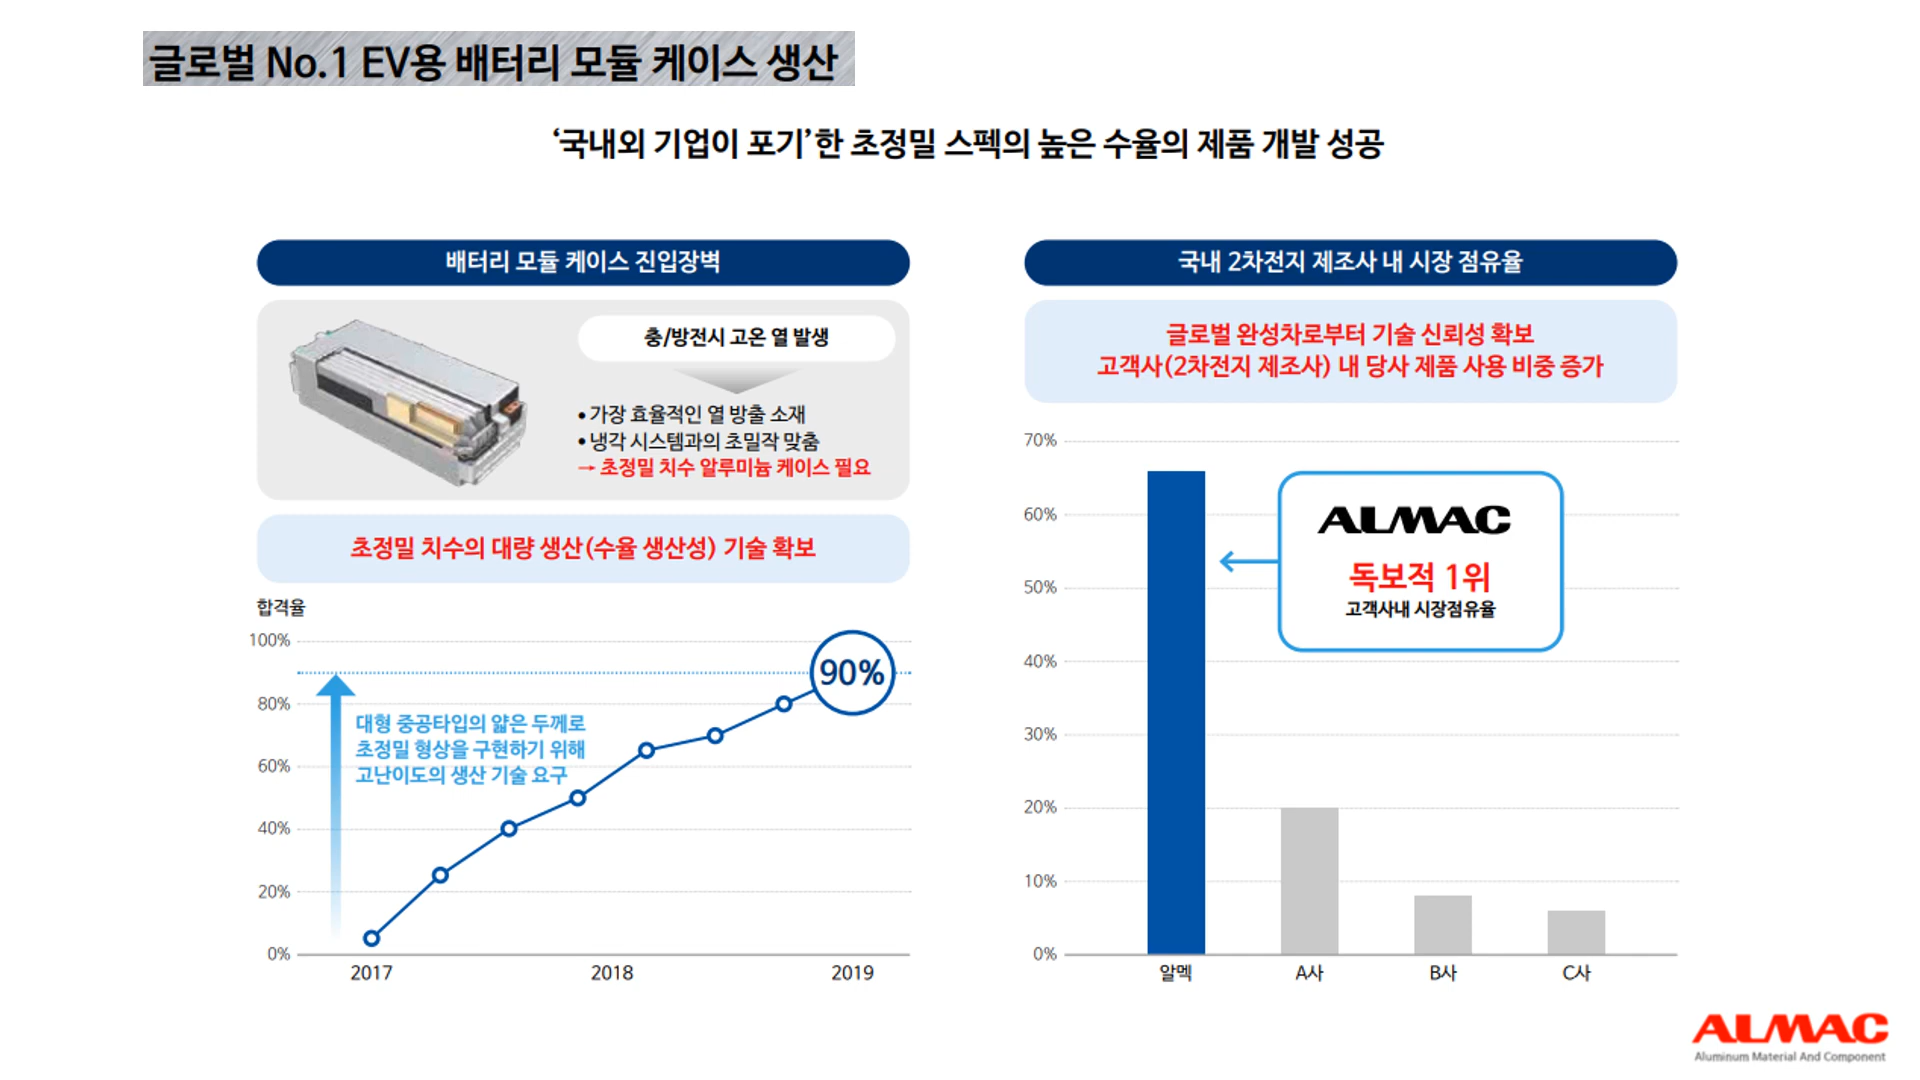 글로벌 No.1 EV용 배터리 모듈 케이스 생산
‘국내외 기업이 포기’한 초정밀 스펙의 높은 수율의 제품 개발 성공
배터리 모듈 케이스 진입장벽
충/방전시 고온 열 발생
• 가장 효율적인 열 방출 소재
• 냉각 시스템과의 초밀작 맞춤
→ 초정밀 치수 알루미늄 케이스 필요
초정밀 치수의 대량 생산(수율 생산성) 기술 확보
합격율
100%
80%
60%
40%
20%
0%
90%
대형 중공타입의 얇은 두께로
초정밀 형상을 구현하기 위해
고난이도의 생산 기술 요구
2017 2018 2019
국내 2차전지 제조사 내 시장 점유율
글로벌 완성차로부터 기술 신뢰성 확보
고객사(2차전지 제조사) 내 당사 제품 사용 비중 증가
70%
60%
50%
40%
30%
20%
10%
0%
ALMAC
독보적 1위
고객사내 시장점유율
알멕 A사 B사 C사
ALMAC
Aluminum Material And Component